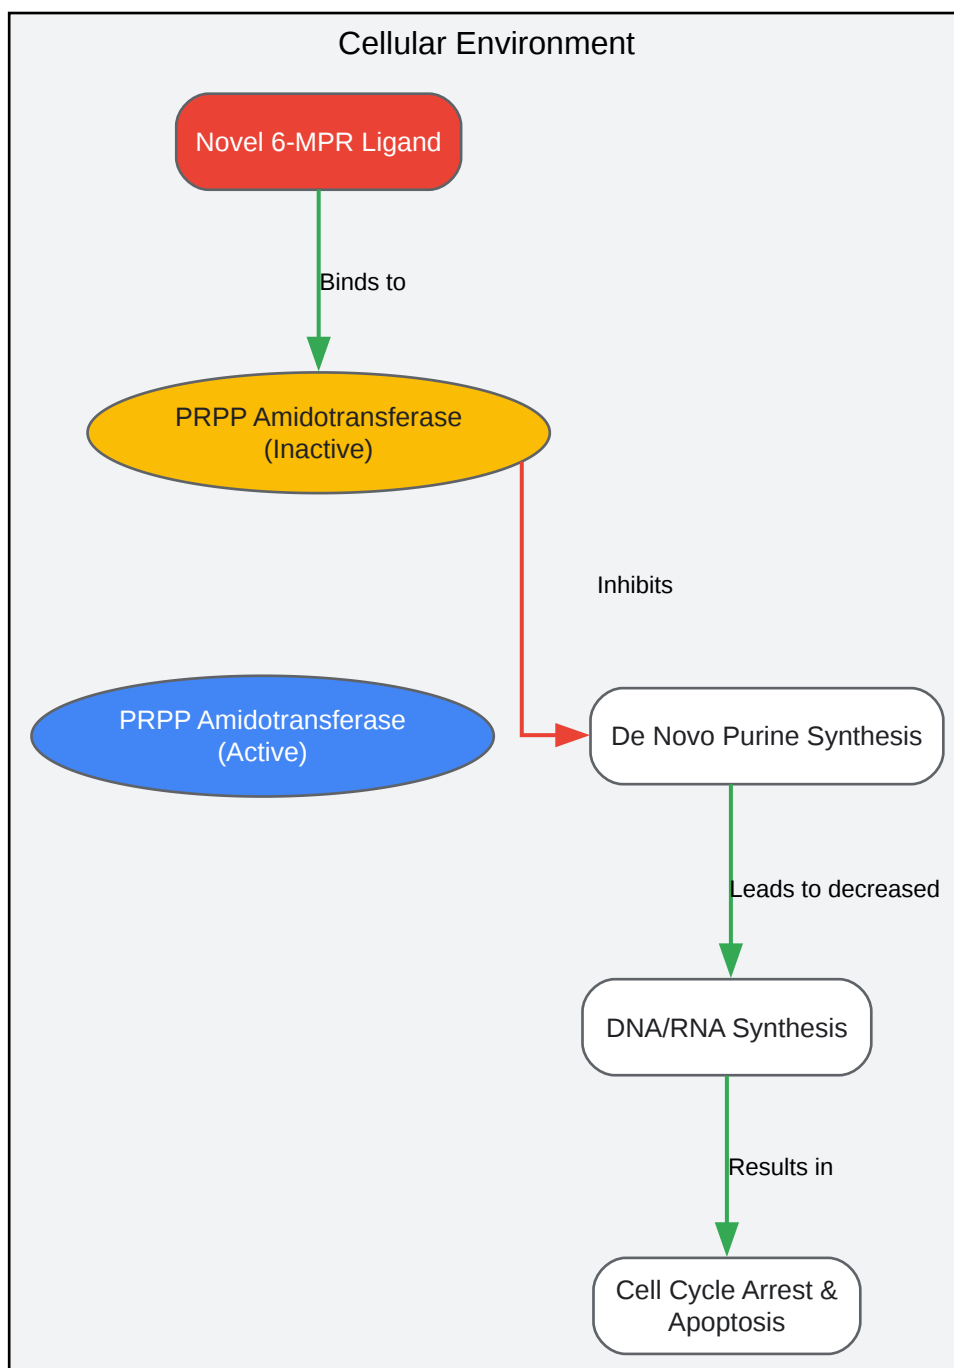 Cellular Environment
Novel 6-MPR Ligand
Binds to
PRPP Amidotransferase
(Inactive)
Inhibits
PRPP Amidotransferase
(Active)
De Novo Purine Synthesis
Leads to decreased
DNA/RNA Synthesis
Results in
Cell Cycle Arrest &
Apoptosis